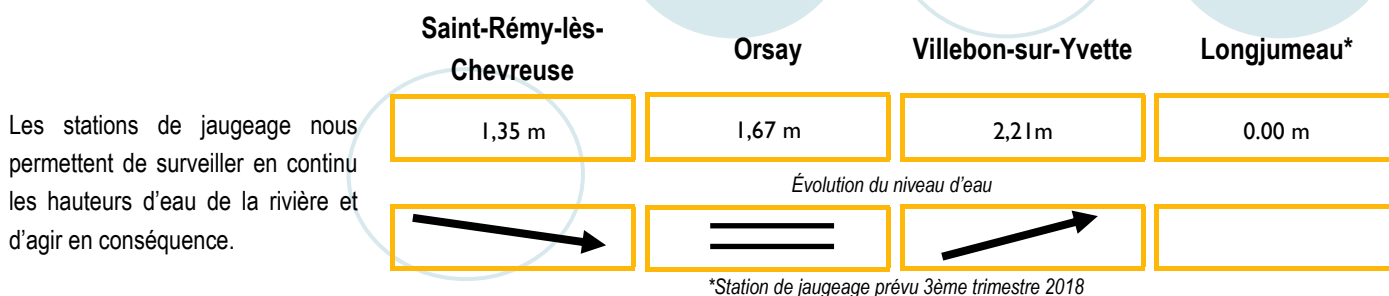 Saint-Rémy-lès-
Chevreuse
Orsay
Villebon-sur-Yvette
Longjumeau*
Les stations de jaugeage nous
permettent de surveiller en continu
les hauteurs d'eau de la rivière et
d'agir en conséquence.
1,35 m
1,67 m
2,21m
0.00 m
Évolution du niveau d'eau
*Station de jaugeage prévu 3ème trimestre 2018